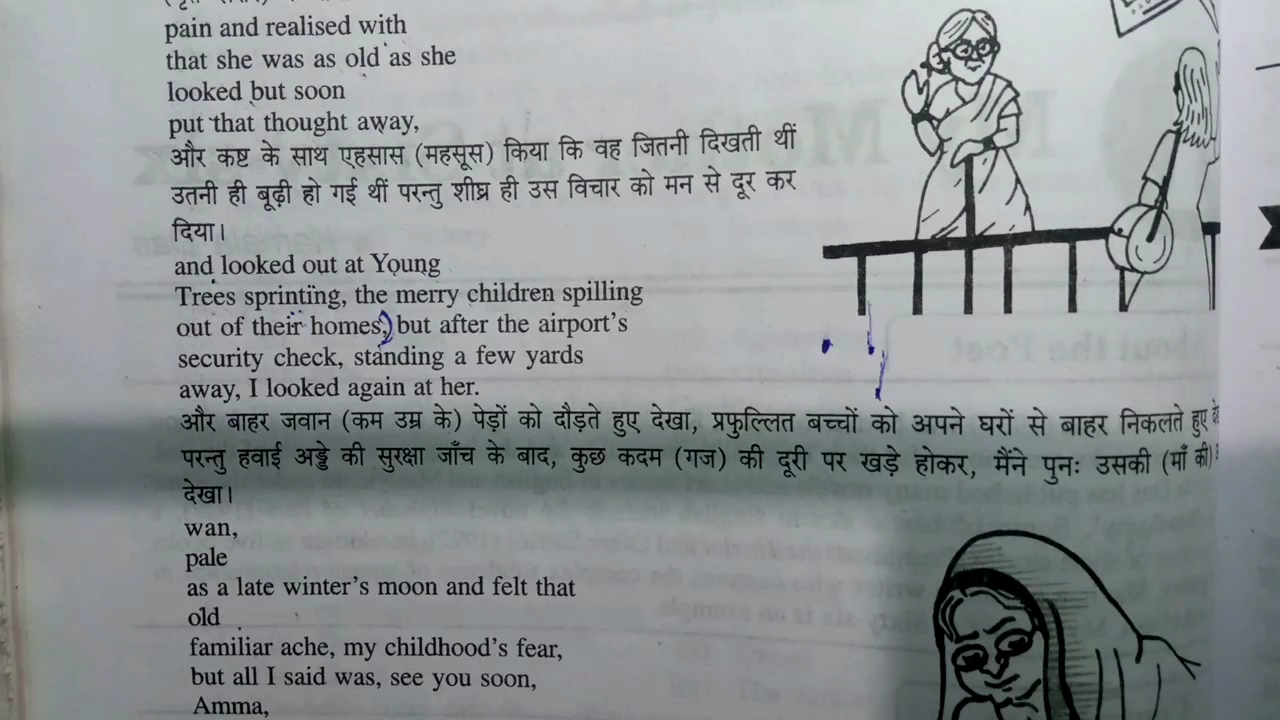 pain and realised with
that she was as old as she
looked but soon
put that thought away,
और कष्ट के साथ एहसास (महसूस) किया कि वह जितनी दिखती थीं
उतनी ही बूढ़ी हो गई थीं परन्तु शीघ्र ही उस विचार को मन से दूर कर
दिया।
and looked out at Young
Trees sprinting, the merry children spilling
out of their homes, but after the airport's
security check, standing a few yards
away, I looked again at her.
और बाहर जवान (कम उम्र के) पेड़ों को दौड़ते हुए देखा, प्रफुल्लित बच्चों को अपने घरों से बाहर निकलते हुए
परन्तु हवाई अड्डे की सुरक्षा जाँच के बाद, कुछ कदम (गज) की दूरी पर खड़े होकर, मैंने पुनः उसकी (माँ की)
देखा।
wan,
pale
as a late winter's moon and felt that
old
familiar ache, my childhood's fear,
but all I said was, see you soon,
Amma,